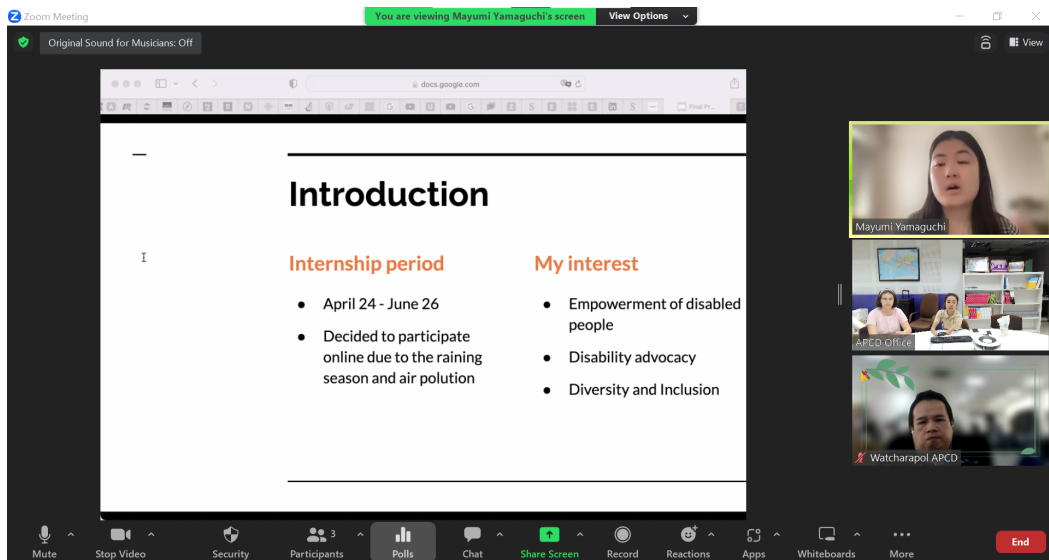 Zoom Meeting
You are viewing Mayumi Yamaguchi's screen
View Options
Original Sound for Musicians: Off
View
docs.google.com
Final Pr...
Introduction
Internship period
● April 24 - June 26
● Decided to participate
online due to the raining
season and air polution
My interest
● Empowerment of disabled
people
● Disability advocacy
● Diversity and Inclusion
Mayumi Yamaguchi
APCD Office
Watcharapol APCD
Mute
Stop Video
Security
3
Participants
Polls
Chat
Share Screen
Record
Reactions
Apps
Whiteboards
More
End